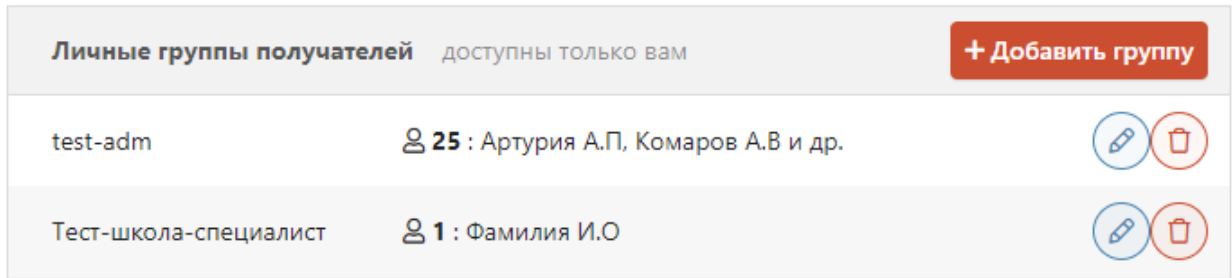 Личные группы получателей доступны только вам + Добавить группу
test-adm 25 : Артурия А.П, Комаров А.В и др.
Тест-школа-специалист 1 : Фамилия И.О